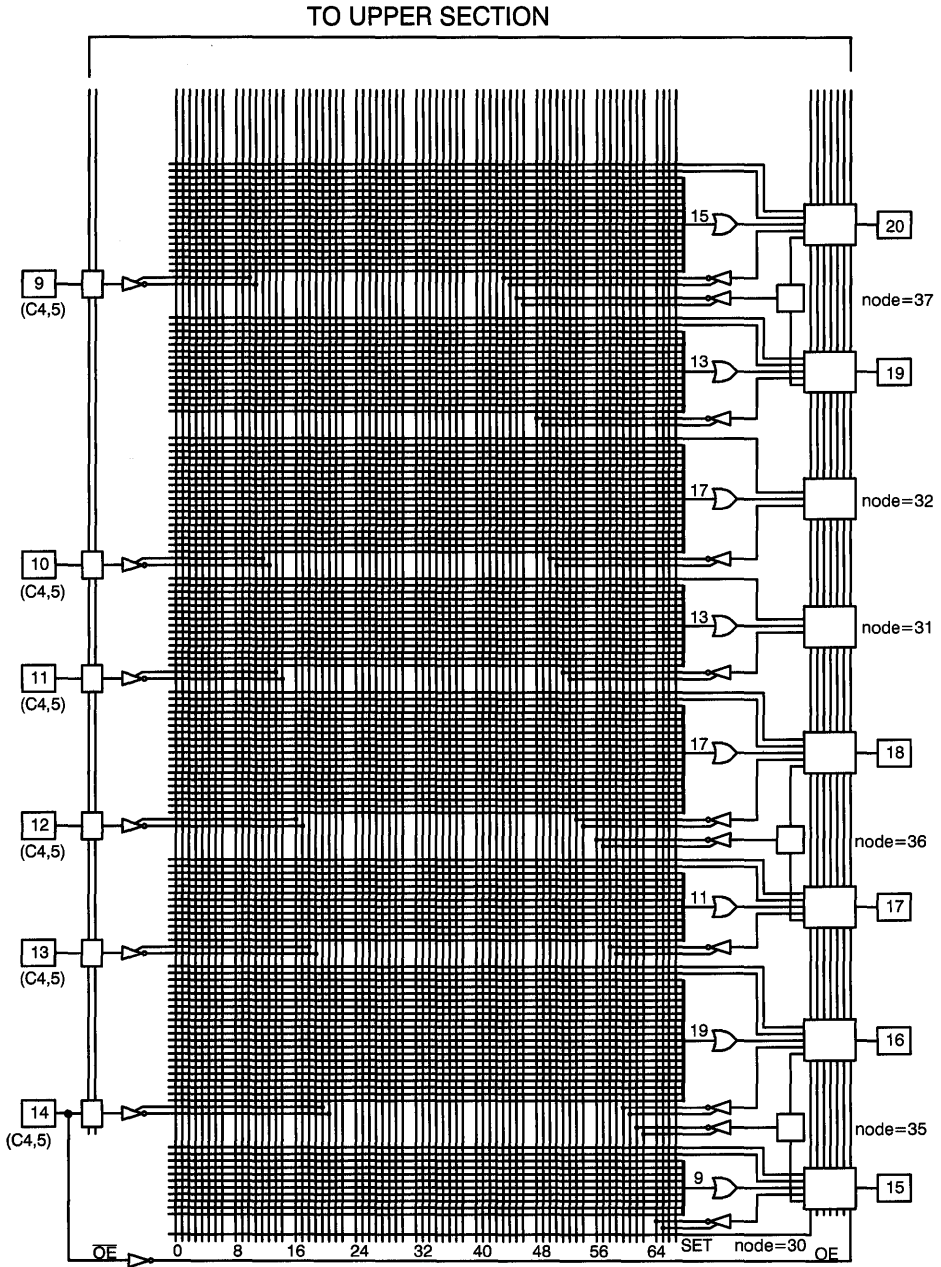 TO UPPER SECTION
15
20
9
(C4,5)
node=37
13
19
17
node=32
10
(C4,5)
13
node=31
11
(C4,5)
17
18
12
(C4,5)
node=36
11
17
13
(C4,5)
19
16
14
(C4,5)
node=35
9
15
OE 0 8 16 24 32 40 48 56 64 SET node=30 OE